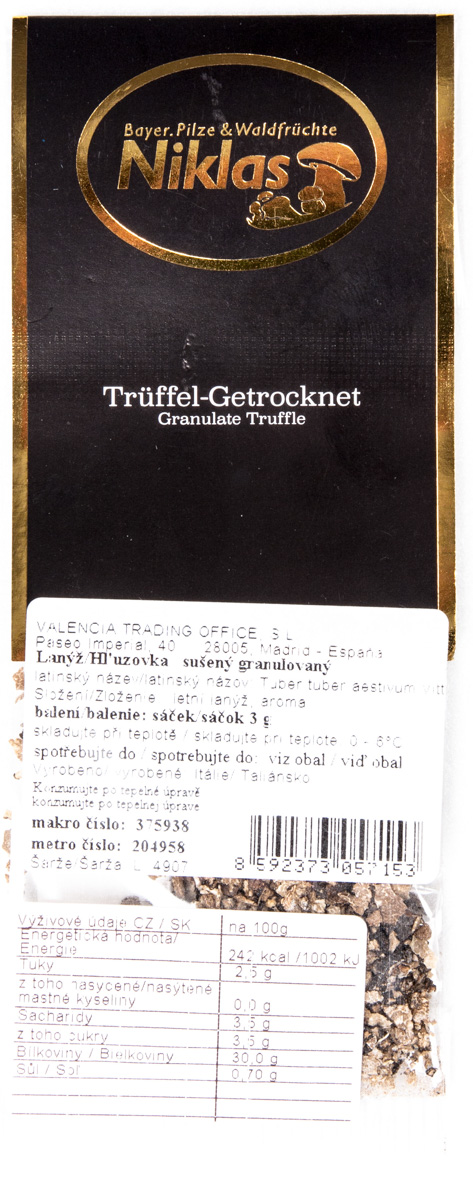 Bayer. Pilze & Waldfrüchte
Niklas
Trüffel-Getrocknet
Granulate Truffle
VALENCIA TRADING OFFICE S L
Paseo Imperial, 40 28005, Madrid - España
Lanýž/Hl'uzovka sušený granulovaný
latinský název/latinský názov Tuber tuber aestivum Vitt
Složení/Zloženie letní lanýž, aroma
balení/balenie: sáček/sáčok 3 g
skladujte při teplotě / skladujte pri teplote 0 - 6°C
spotřebujte do / spotrebujte do: viz obal / viď obal
Vyrobeno/vyrobené Itálie/ Taliánsko
Konzumujte po tepelné úpravě
konzumujte po tepelnej úprave
makro číslo: 375938
metro číslo: 204958
Šarže/Šarža L 4907
8 592373 057153
Výživové údaje CZ / SK na 100g
Energetická hodnota/
Energie 242 kcal /1002 kJ
Tuky 2,5 g
z toho nasycené/nasýtené
mastné kyseliny 0,0 g
Sacharidy 3,5 g
z toho cukry 3,5 g
Bílkoviny / Bielkoviny 30,0 g
Sůl / Soľ 0,70 g